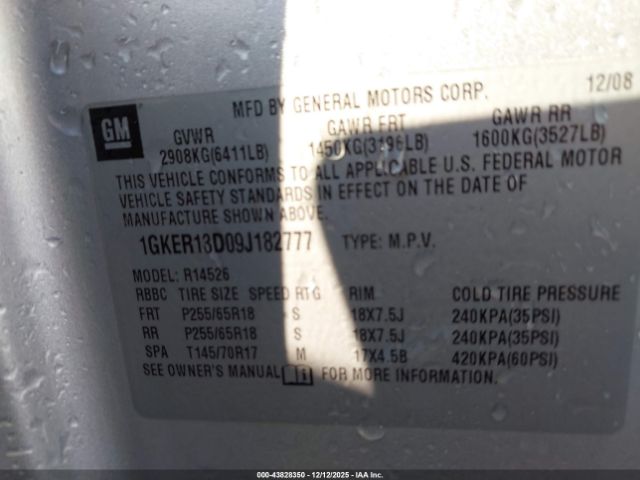 MFD BY GENERAL MOTORS CORP. 12/08
GM
GVWR GAWR FRT GAWR RR
2908KG(6411LB) 1450KG(3196LB) 1600KG(3527LB)
THIS VEHICLE CONFORMS TO ALL APPLICABLE U.S. FEDERAL MOTOR
VEHICLE SAFETY STANDARDS IN EFFECT ON THE DATE OF
MANUFACTURE SHOWN ABOVE.
1GKER13D09J182777 TYPE: M.P.V.
MODEL: R14526
RBBC TIRE SIZE SPEED RTG RIM COLD TIRE PRESSURE
FRT P255/65R18 S 18X7.5J 240KPA(35PSI)
RR P255/65R18 S 18X7.5J 240KPA(35PSI)
SPA T145/70R17 M 17X4.5B 420KPA(60PSI)
SEE OWNER'S MANUAL FOR MORE INFORMATION.
000-43828350 | 12/12/2025 - IAA Inc.